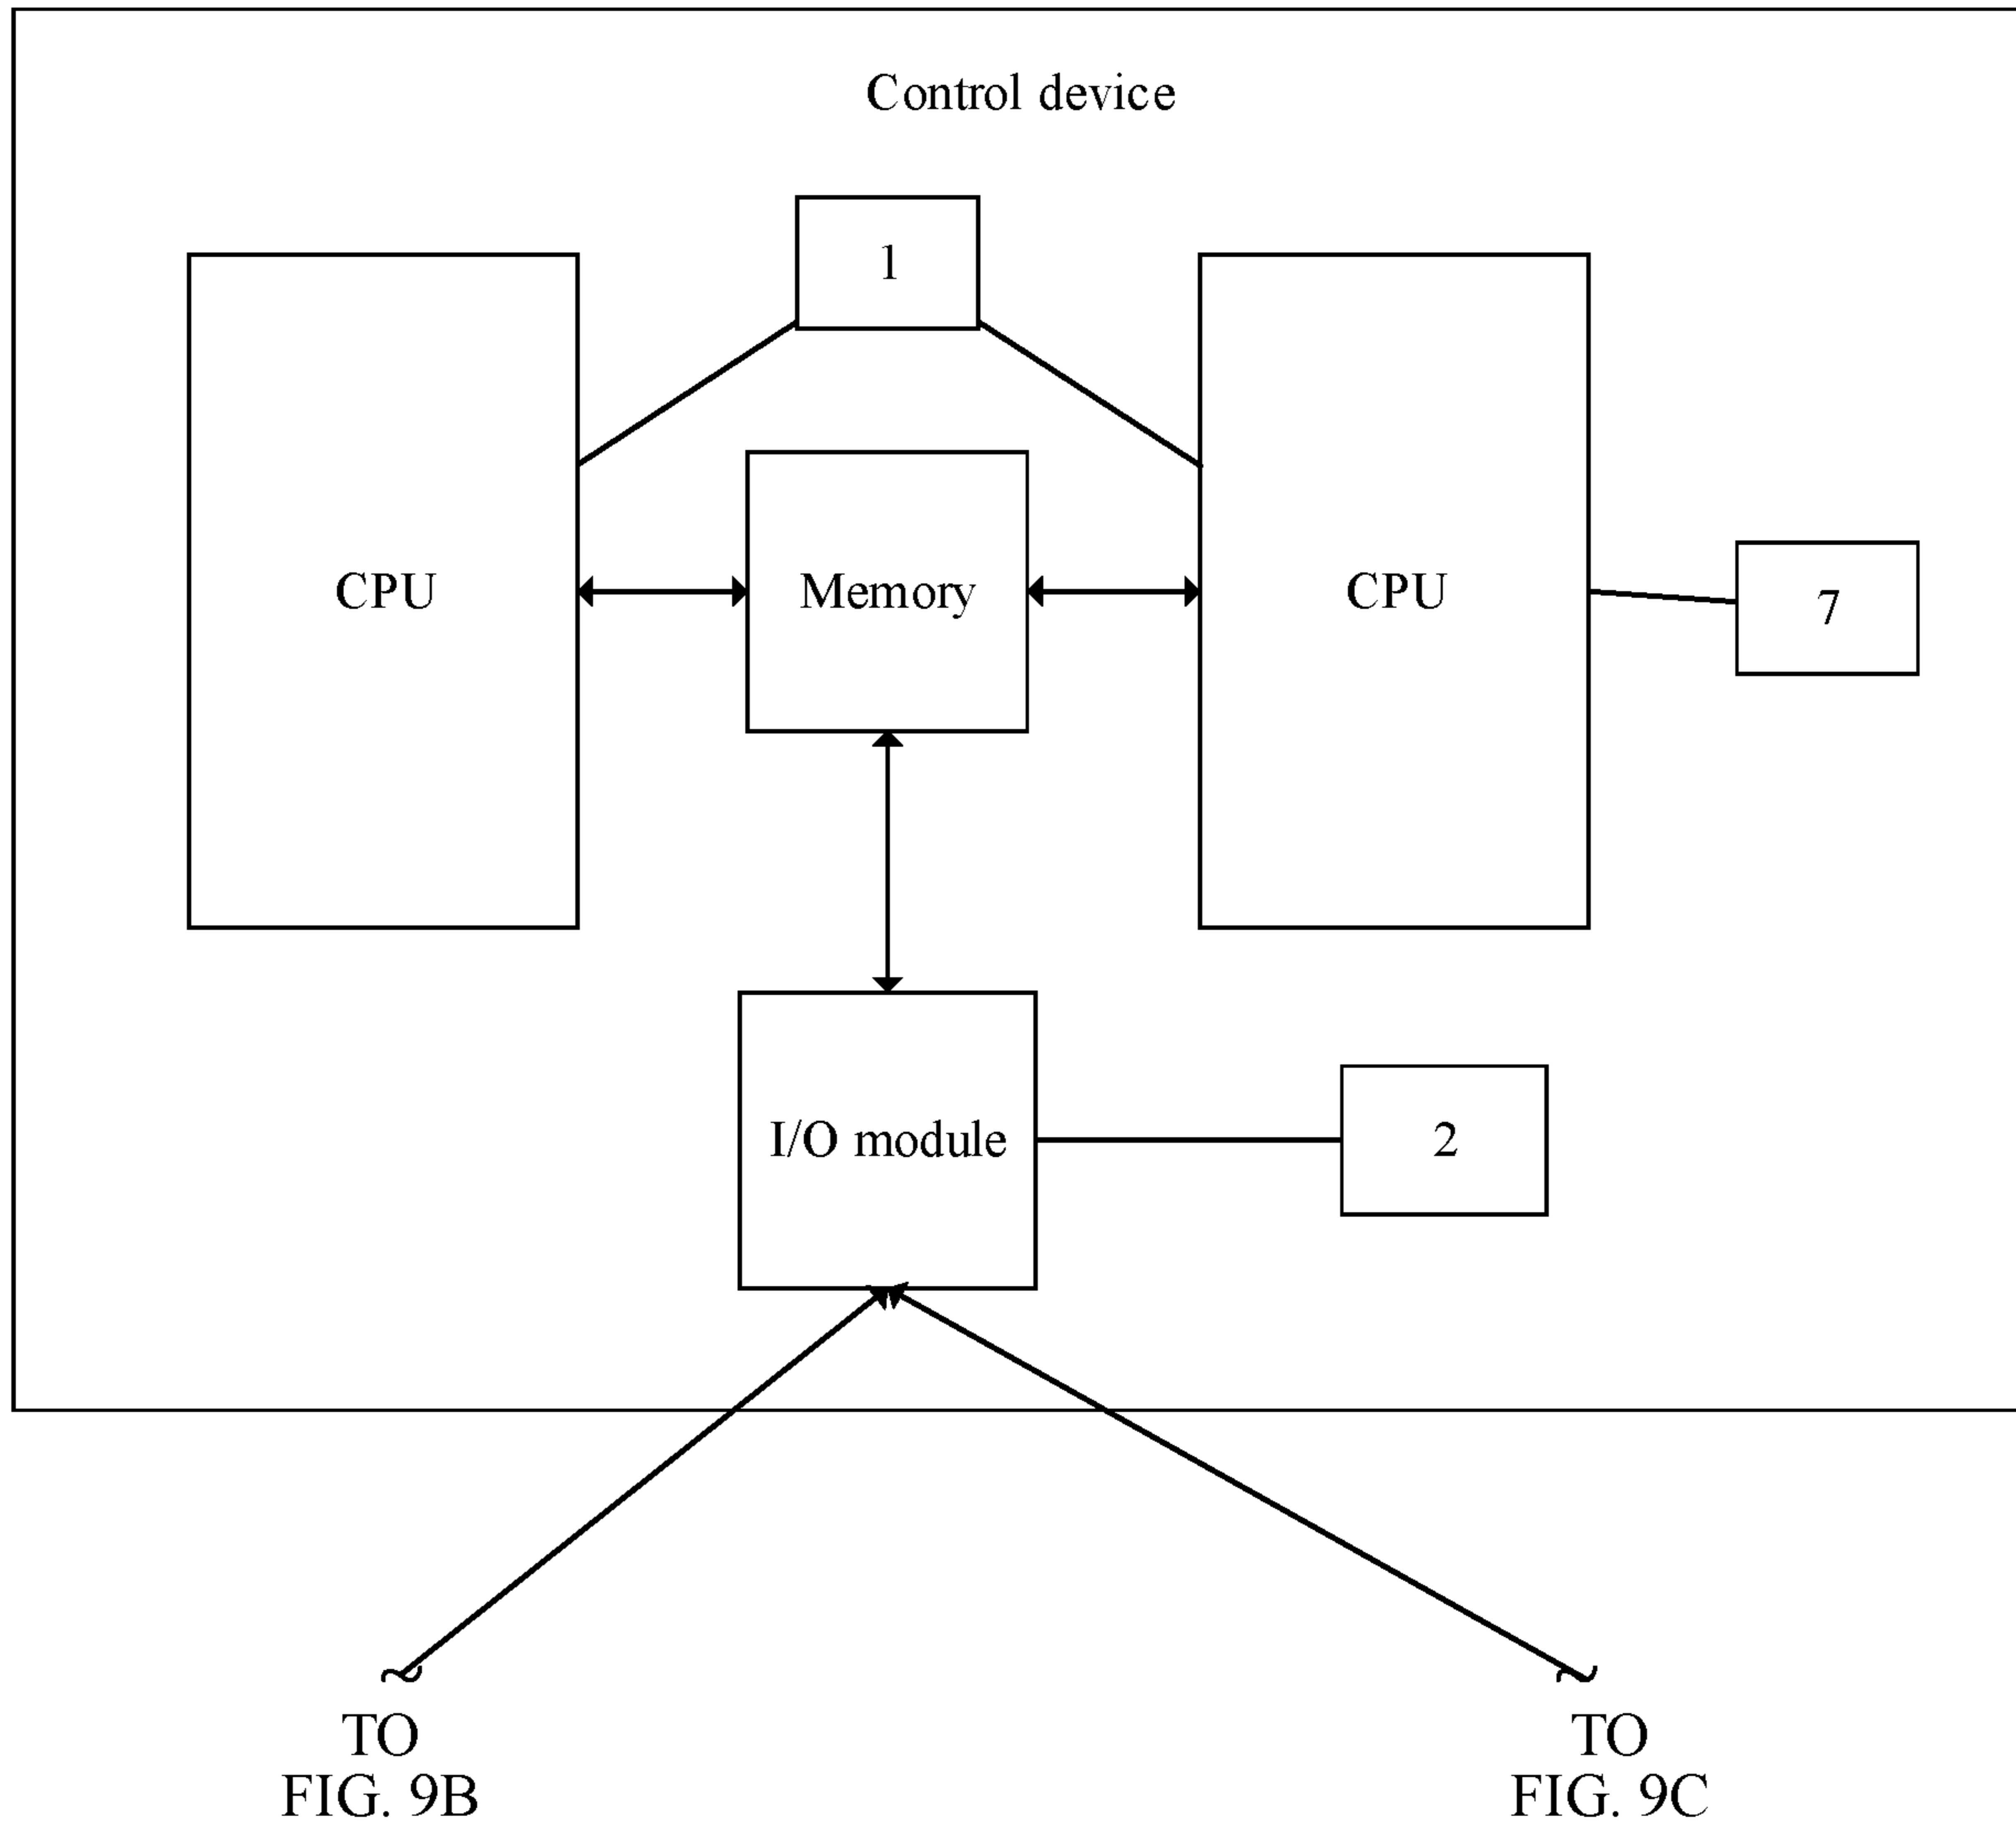 Control device
1
CPU
Memory
CPU
7
I/O module
2
TO
FIG. 9B
TO
FIG. 9C